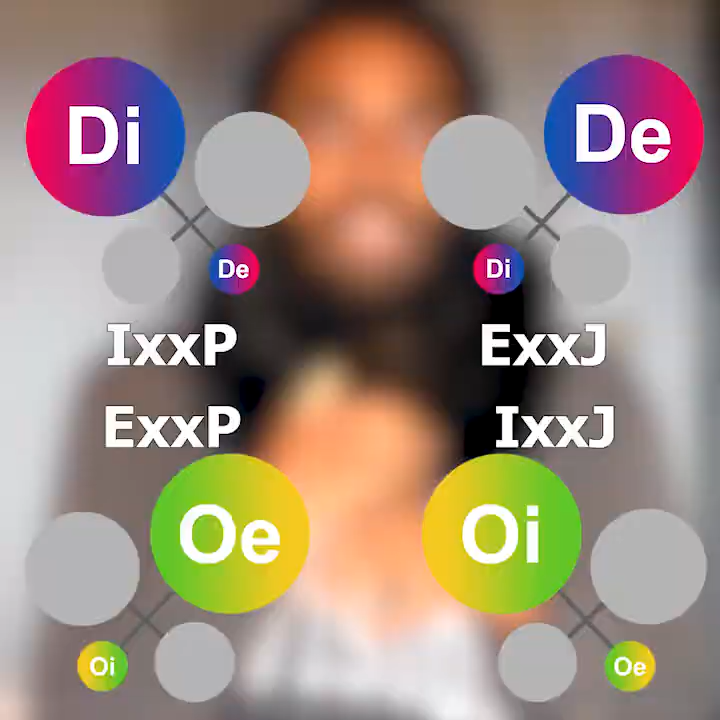 Di De
De Di
IxxP ExxJ
ExxP IxxJ
Oe Oi
Oi Oe